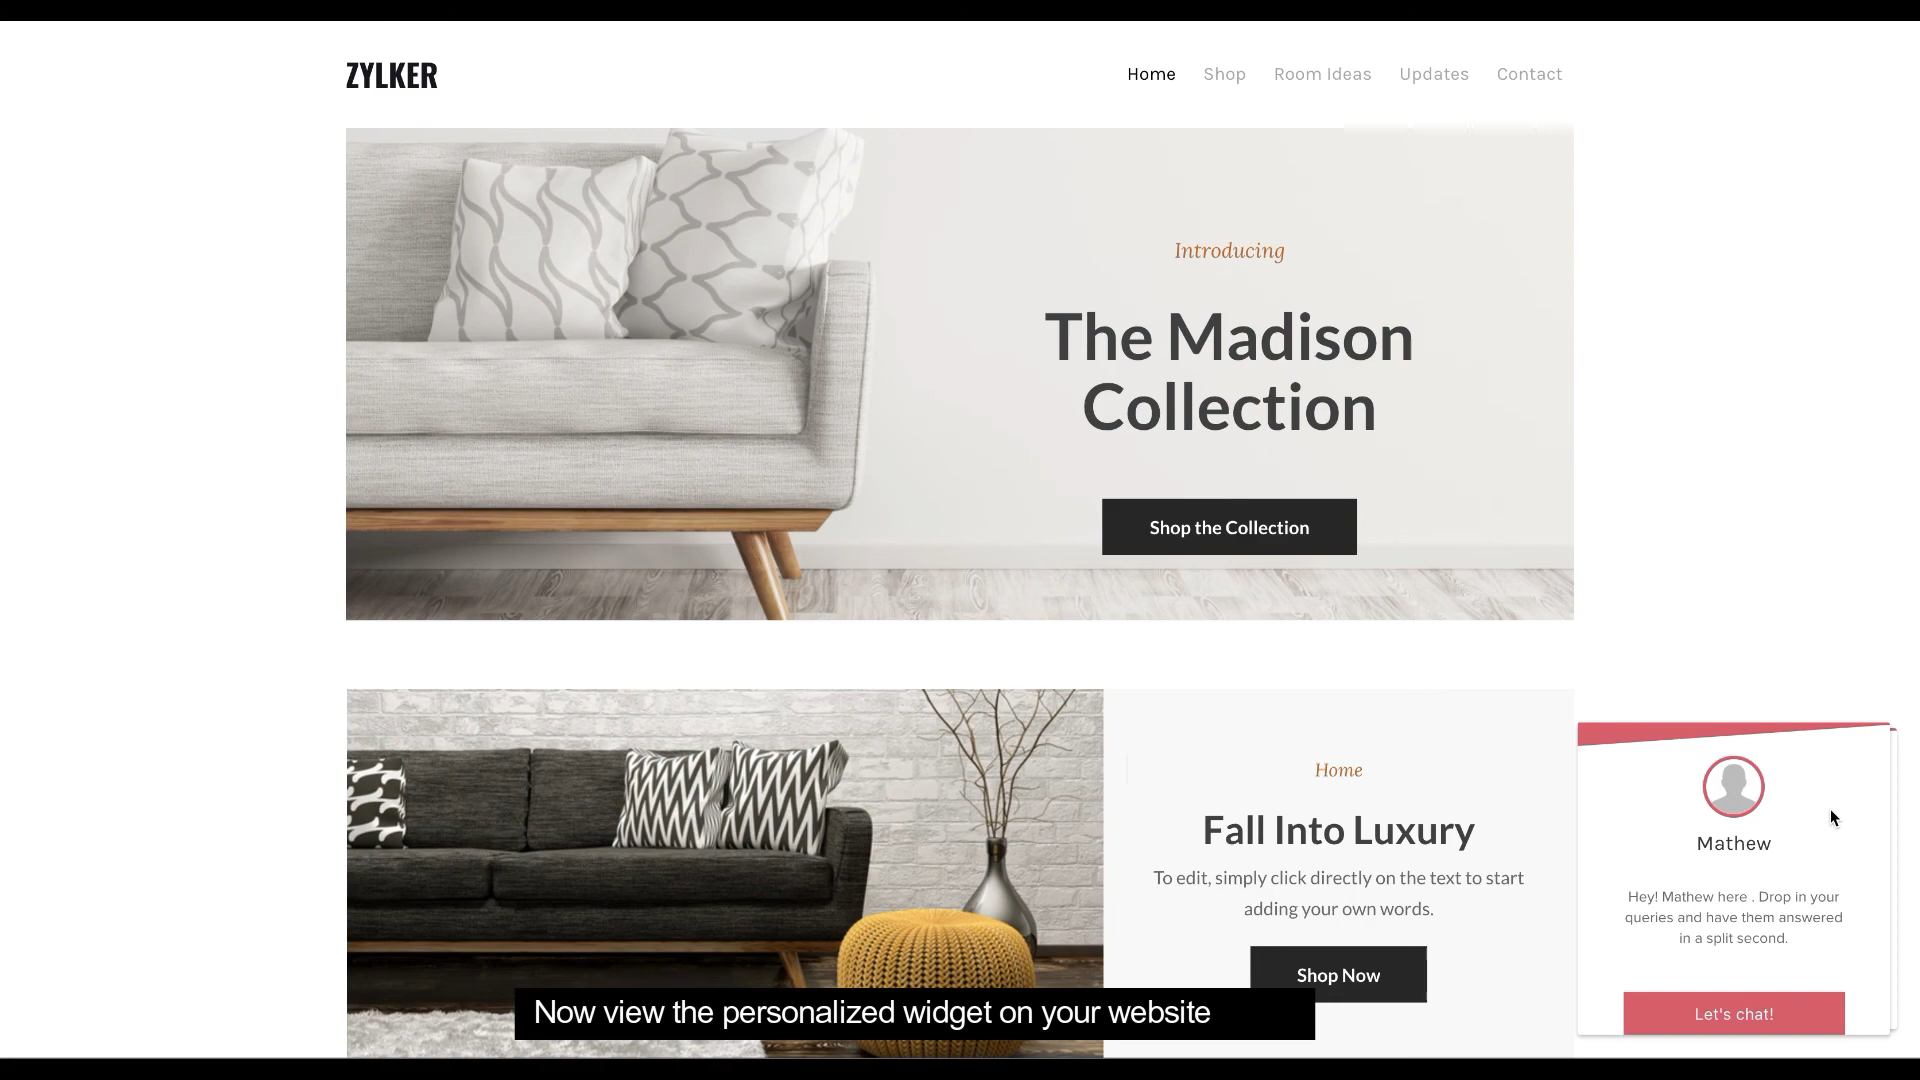 ZYLKER
Home Shop Room Ideas Updates Contact
Introducing
The Madison
Collection
Shop the Collection
Home
Fall Into Luxury
To edit, simply click directly on the text to start
adding your own words.
Shop Now
Mathew
Hey! Mathew here . Drop in your
queries and have them answered
in a split second.
Let's chat!
Now view the personalized widget on your website